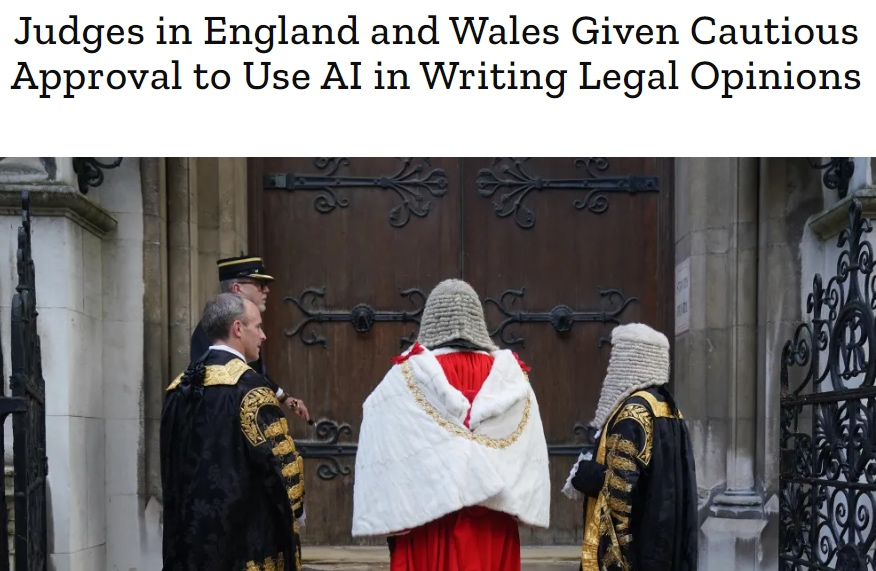 Judges in England and Wales Given Cautious
Approval to Use AI in Writing Legal Opinions